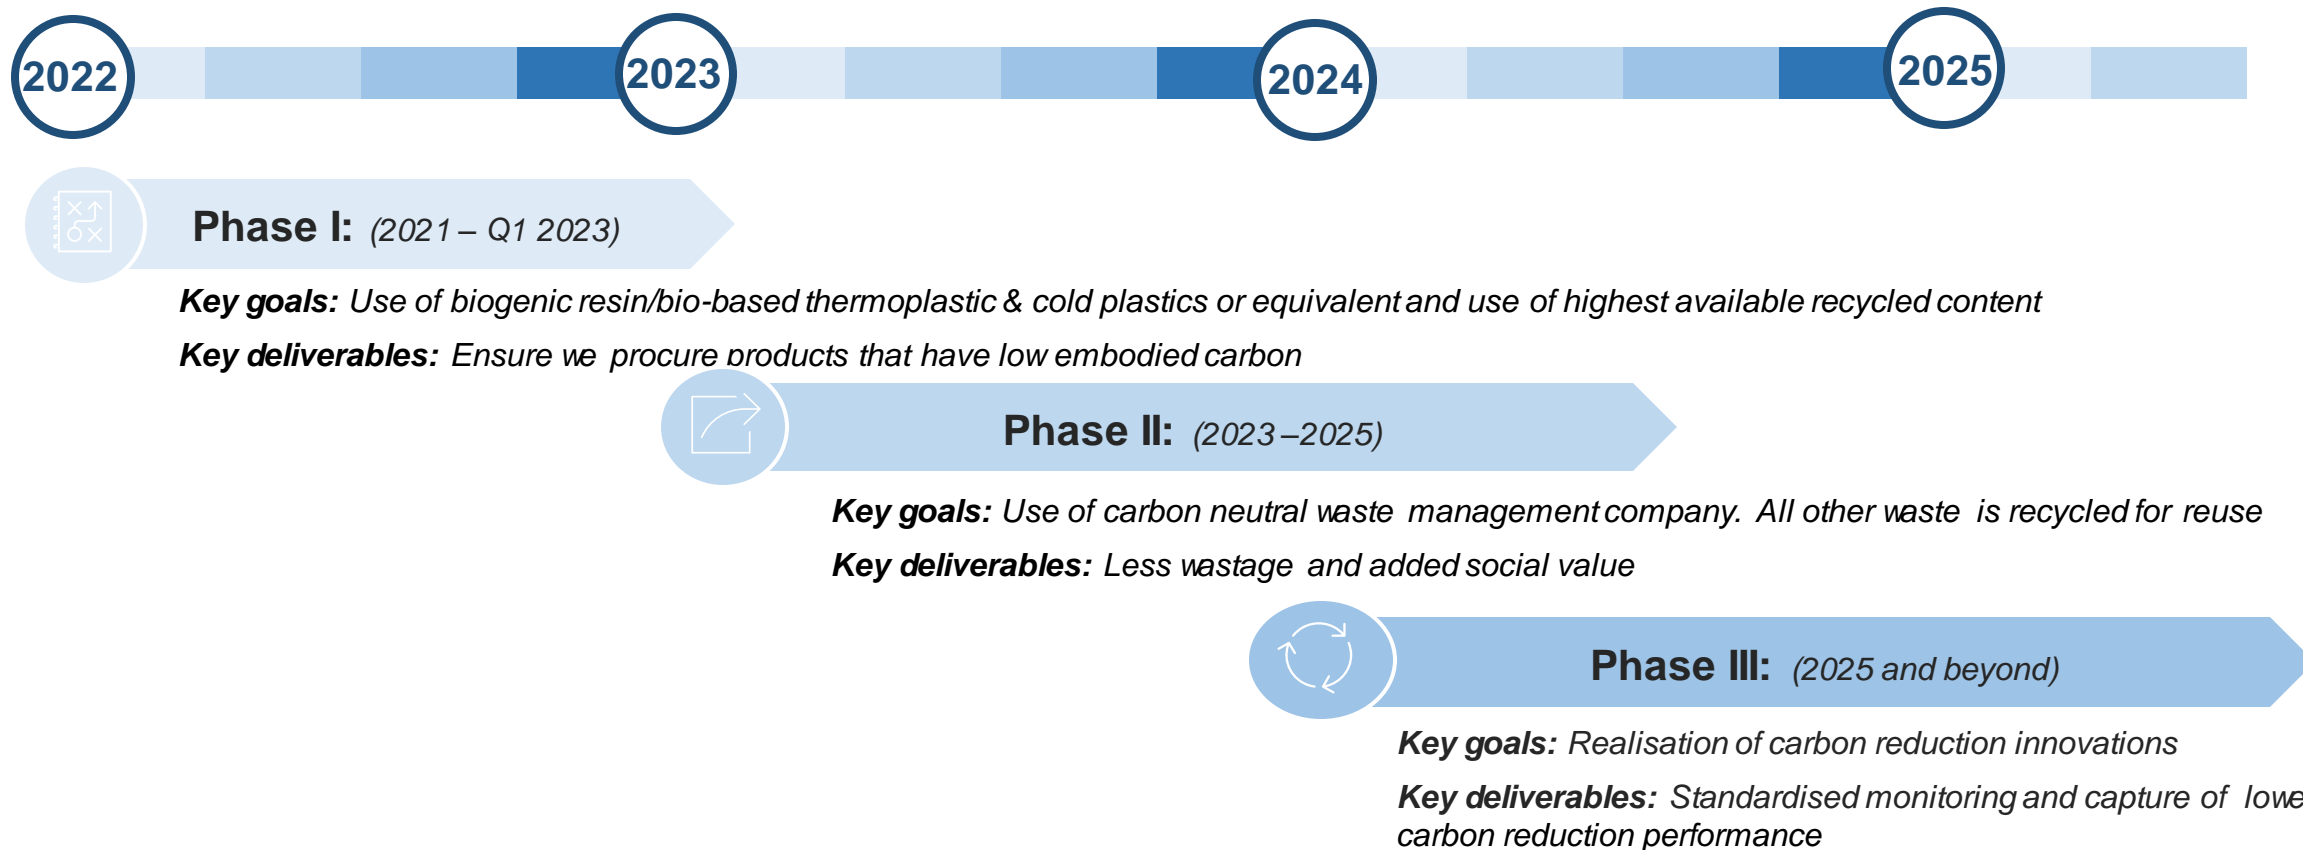 2022
2023
2024
2025
Phase I: (2021 – Q1 2023)
Key goals: Use of biogenic resin/bio-based thermoplastic & cold plastics or equivalent and use of highest available recycled content
Key deliverables: Ensure we procure products that have low embodied carbon
Phase II: (2023 –2025)
Key goals: Use of carbon neutral waste management company. All other waste is recycled for reuse
Key deliverables: Less wastage and added social value
Phase III: (2025 and beyond)
Key goals: Realisation of carbon reduction innovations
Key deliverables: Standardised monitoring and capture of
carbon reduction performance